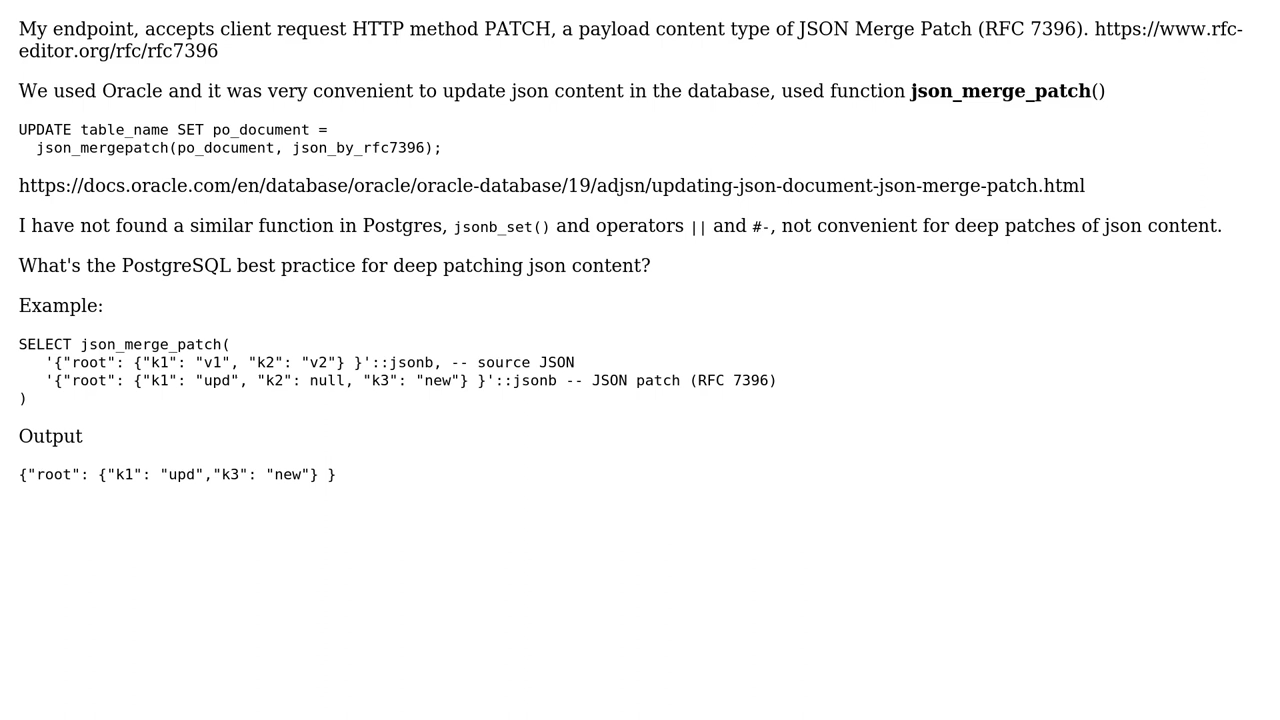 My endpoint, accepts client request HTTP method PATCH, a payload content type of JSON Merge Patch (RFC 7396). https://www.rfc-
editor.org/rfc/rfc7396
We used Oracle and it was very convenient to update json content in the database, used function json_merge_patch()
UPDATE table_name SET po_document =
  json_mergepatch(po_document, json_by_rfc7396);
https://docs.oracle.com/en/database/oracle/oracle-database/19/adjsn/updating-json-document-json-merge-patch.html
I have not found a similar function in Postgres, jsonb_set() and operators || and #-, not convenient for deep patches of json content.
What's the PostgreSQL best practice for deep patching json content?
Example:
SELECT json_merge_patch(
   '{"root": {"k1": "v1", "k2": "v2"} }'::jsonb, -- source JSON
   '{"root": {"k1": "upd", "k2": null, "k3": "new"} }'::jsonb -- JSON patch (RFC 7396)
)
Output
{"root": {"k1": "upd","k3": "new"} }